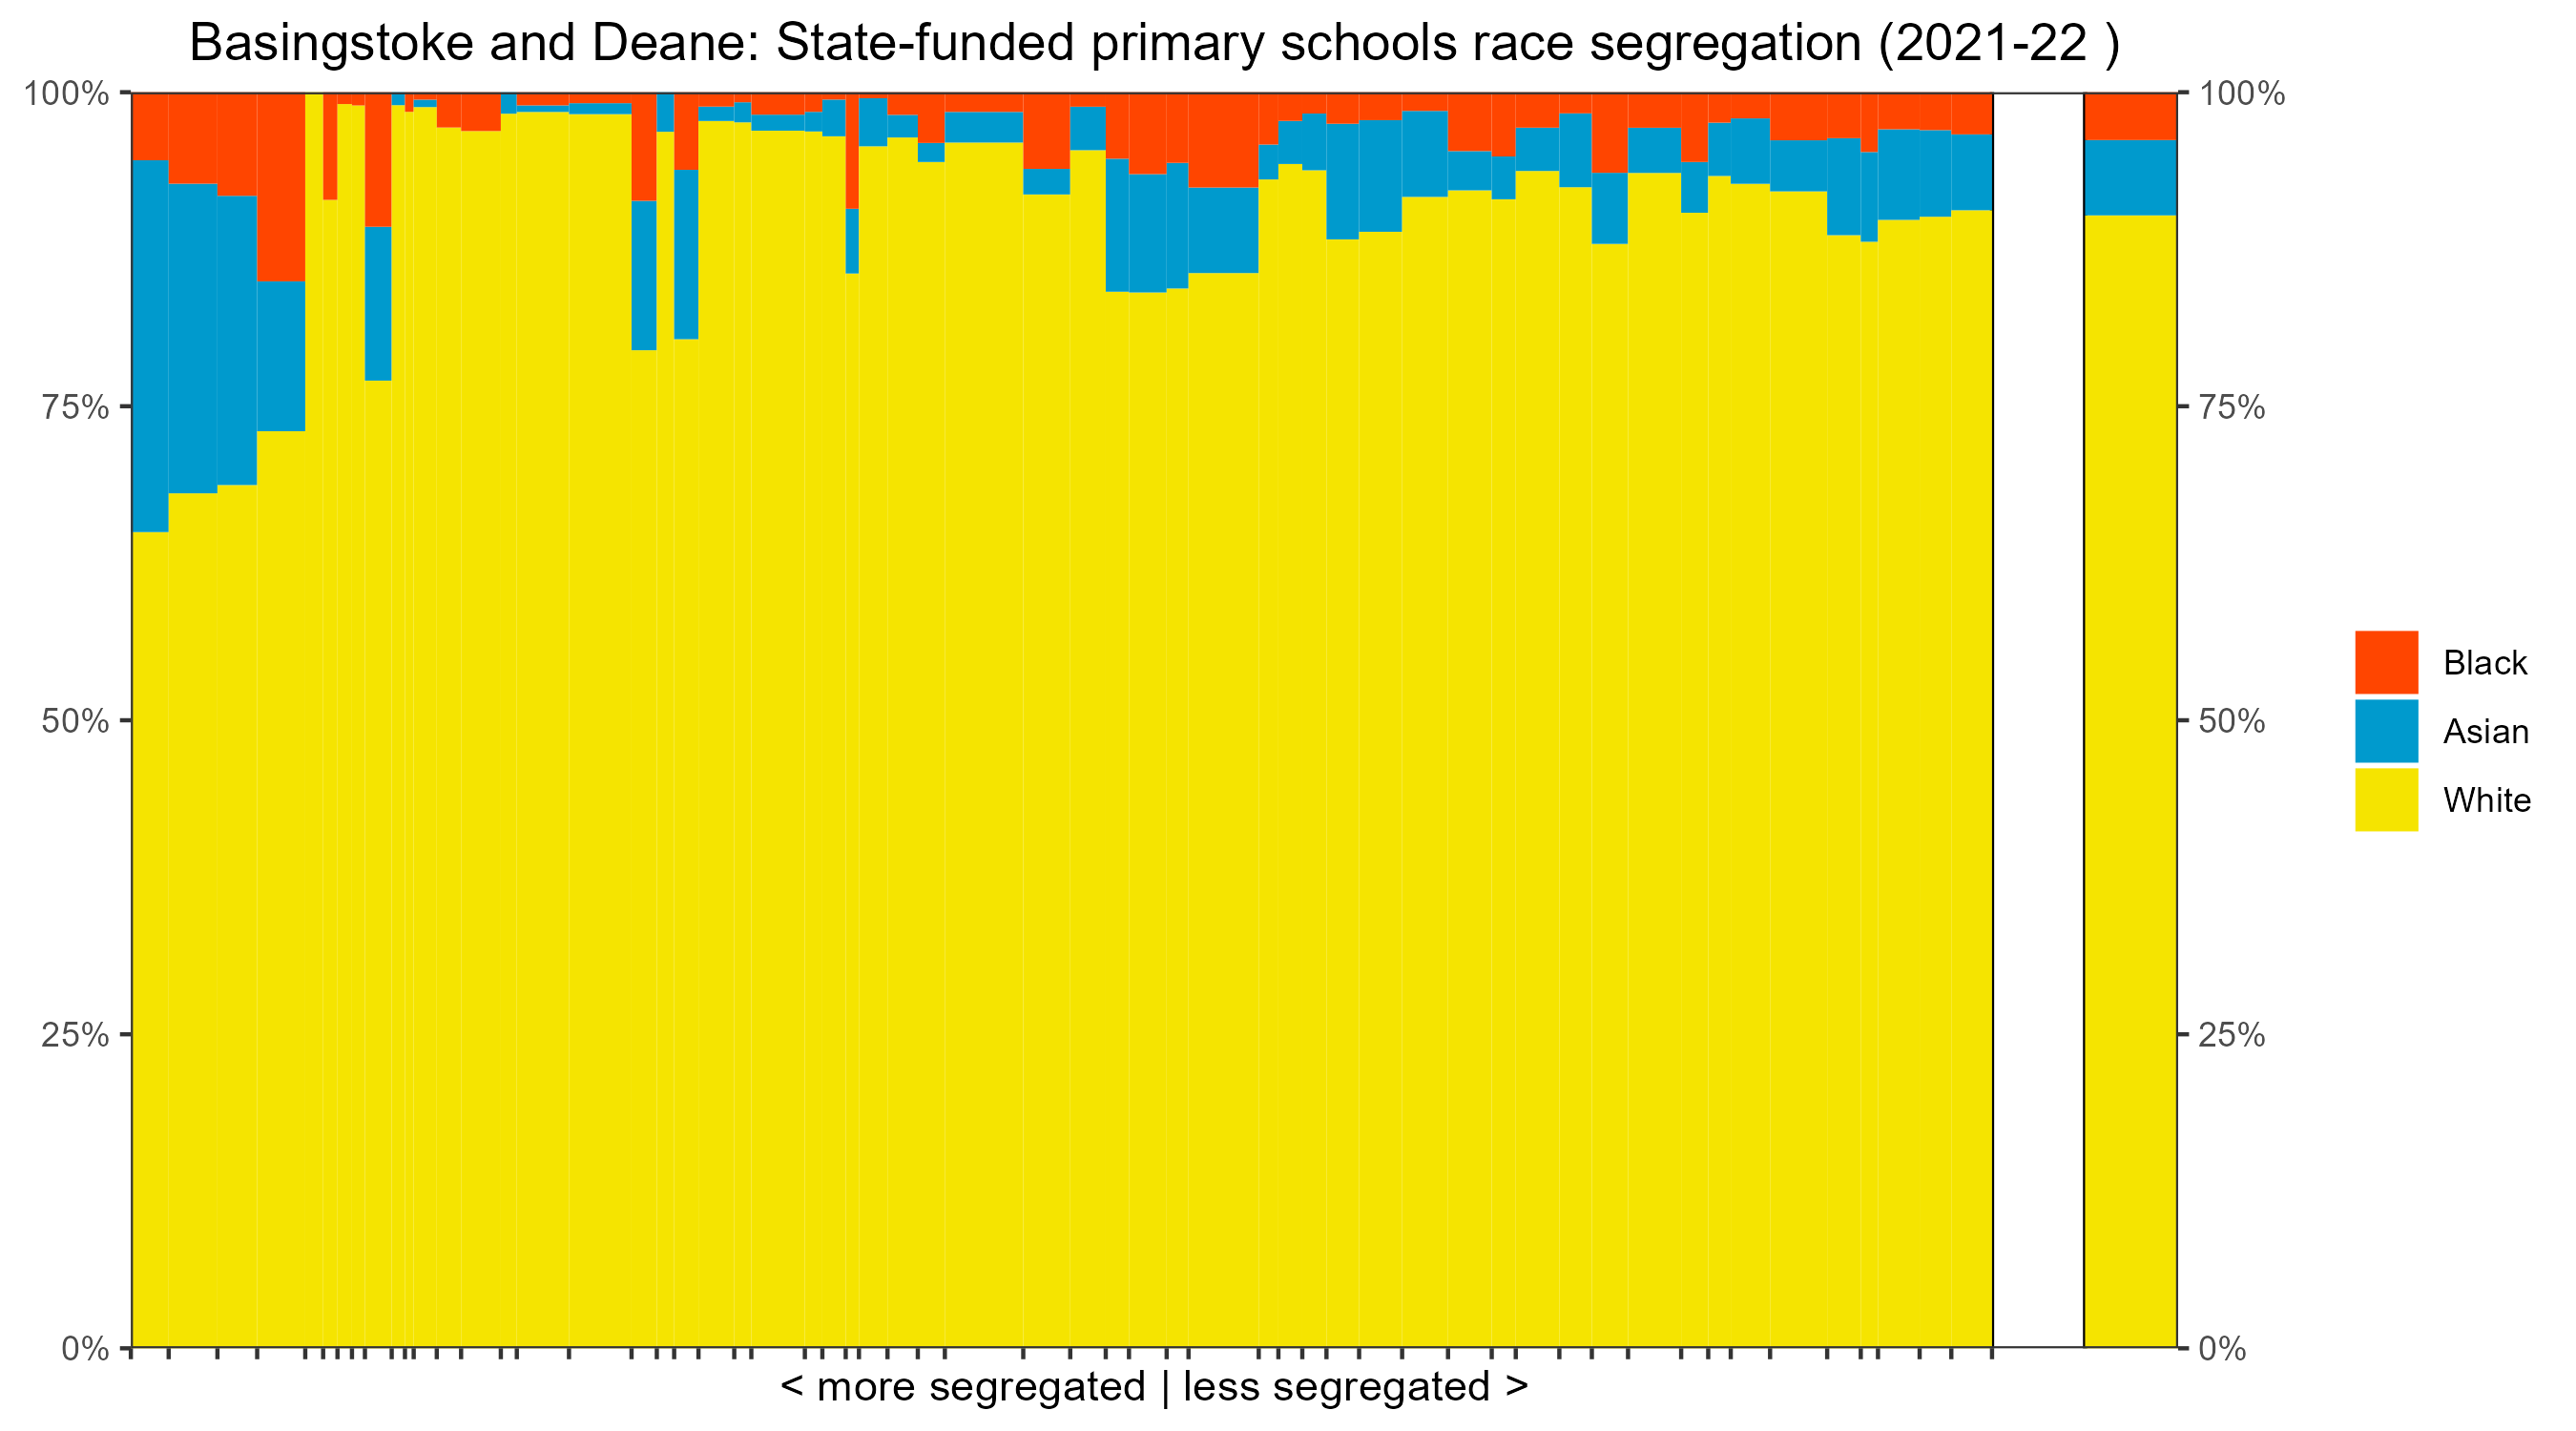 Basingstoke and Deane: State-funded primary schools race segregation (2021-22 )
100%
75%
50%
25%
0%
100%
75%
50%
25%
0%
Black
Asian
White
< more segregated | less segregated >